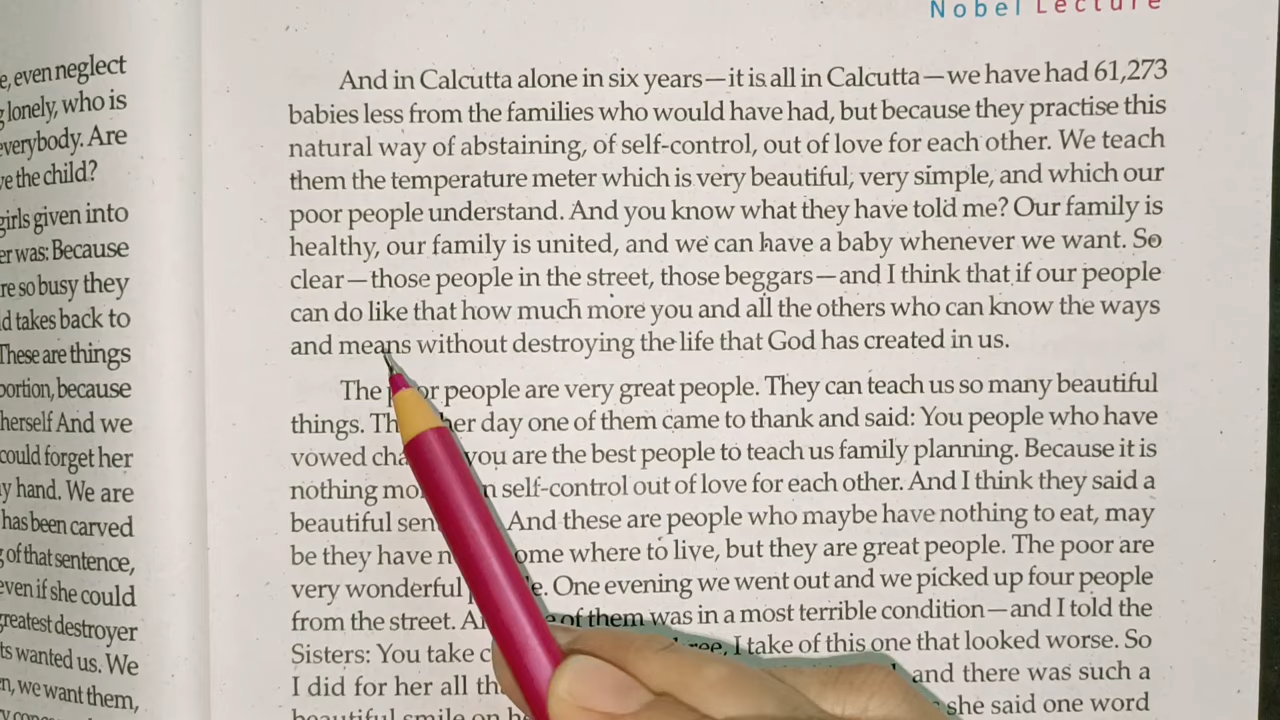 Nobel Lecture
e, even neglect
lonely, who is
everybody. Are
ve the child?
girls given into
er was: Because
re so busy they
d takes back to
These are things
portion, because
herself And we
could forget her
y hand. We are
has been carved
of that sentence,
even if she could
greatest destroyer
ts wanted us. We
n, we want them,
And in Calcutta alone in six years—it is all in Calcutta—we have had 61,273
babies less from the families who would have had, but because they practise this
natural way of abstaining, of self-control, out of love for each other. We teach
them the temperature meter which is very beautiful, very simple, and which our
poor people understand. And you know what they have told me? Our family is
healthy, our family is united, and we can have a baby whenever we want. So
clear—those people in the street, those beggars—and I think that if our people
can do like that how much more you and all the others who can know the ways
and means without destroying the life that God has created in us.
The poor people are very great people. They can teach us so many beautiful
things. Th her day one of them came to thank and said: You people who have
vowed cha you are the best people to teach us family planning. Because it is
nothing mo n self-control out of love for each other. And I think they said a
beautiful sen And these are people who maybe have nothing to eat, may
be they have n ome where to live, but they are great people. The poor are
very wonderful e. One evening we went out and we picked up four people
from the street. A of them was in a most terrible condition—and I told the
Sisters: You take c ree, I take of this one that looked worse. So
I did for her all th and there was such a
beautiful smile on h she said one word